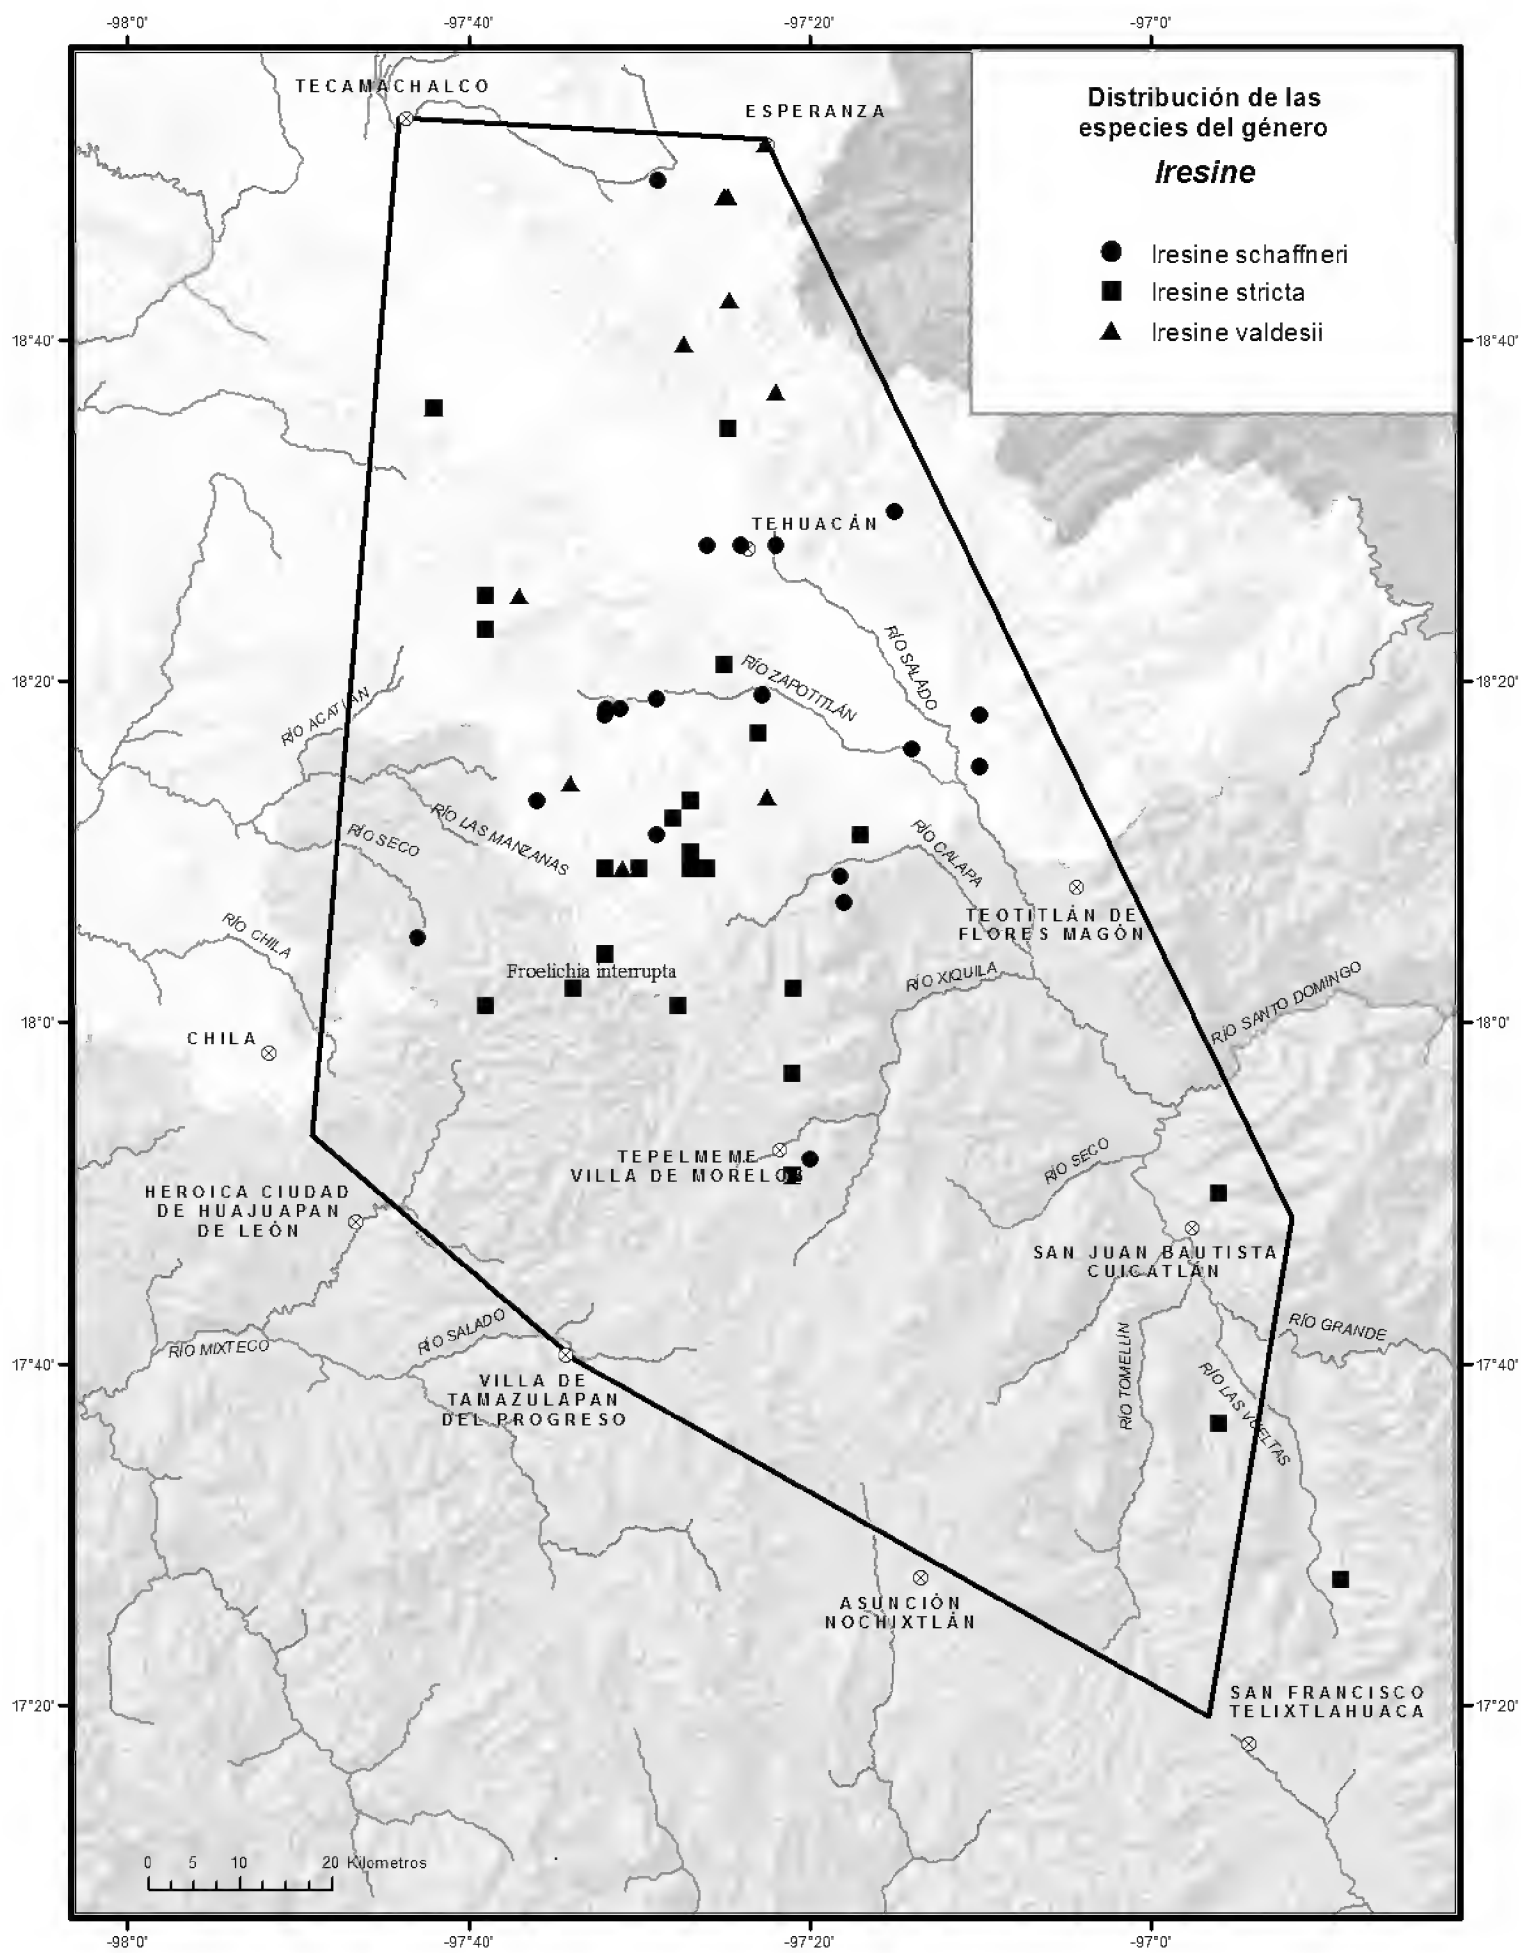 -98°0'
-97°40'
-97°20'
-97°0'
TECAMACHALCO
ESPERANZA
Distribución de las
especies del género
Iresine
Iresine schaffneri
Iresine stricta
Iresine valdesii
18°40'
18°40'
TEHUACÁN
RÍO SALADO
RÍO ZAPOTITLÁN
18°20'
18°20'
RÍO ACATLÁN
RÍO LAS MANZANAS
RÍO SECO
RÍO CALAPA
TEOTITLÁN DE
FLORES MAGÓN
RÍO CHILA
Froelichia interrupta
RÍO XIQUILA
RÍO SANTO DOMINGO
18°0'
18°0'
CHILA
TEPELMEME
VILLA DE MORELOS
RÍO SECO
HEROICA CIUDAD
DE HUAJUAPAN
DE LEÓN
SAN JUAN BAUTISTA
CUICATLÁN
RÍO GRANDE
RÍO SALADO
RÍO MIXTECO
RÍO TOMELLÍN
17°40'
17°40'
RÍO LAS VUELTAS
VILLA DE
TAMAZULAPAN
DEL PROGRESO
ASUNCIÓN
NOCHIXTLÁN
SAN FRANCISCO
TELIXTLAHUACA
17°20'
17°20'
0 5 10 20 Kilometros
-98°0'
-97°40'
-97°20'
-97°0'